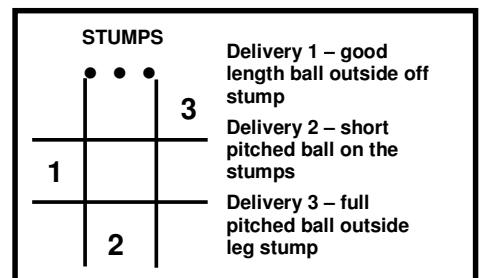 STUMPS
3
1
2
Delivery 1 – good
length ball outside off
stump
Delivery 2 – short
pitched ball on the
stumps
Delivery 3 – full
pitched ball outside
leg stump